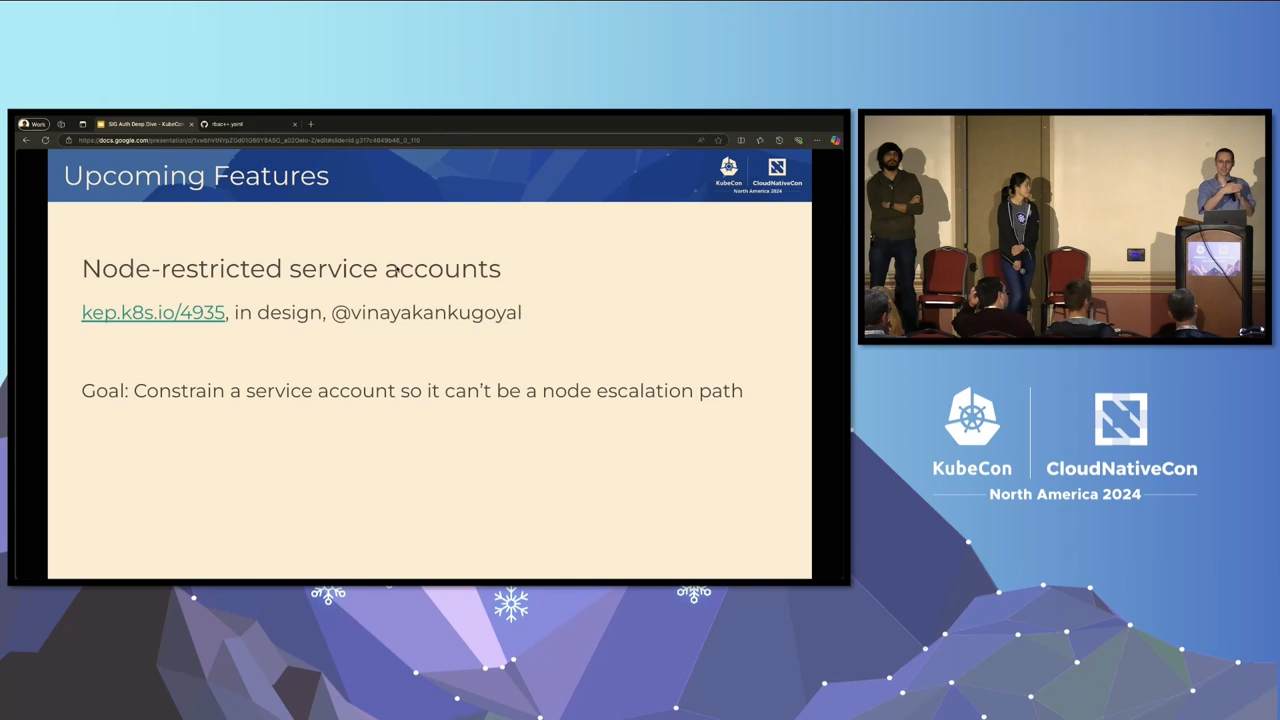 Work
SIG Auth Deep Dive - KubeCo
rbac++.yaml
Upcoming Features
KubeCon
CloudNativeCon
North America 2024
Node-restricted service accounts
kep.k8s.io/4935, in design, @vinayakankugoyal
Goal: Constrain a service account so it can't be a node escalation path
KubeCon
CloudNativeCon
North America 2024